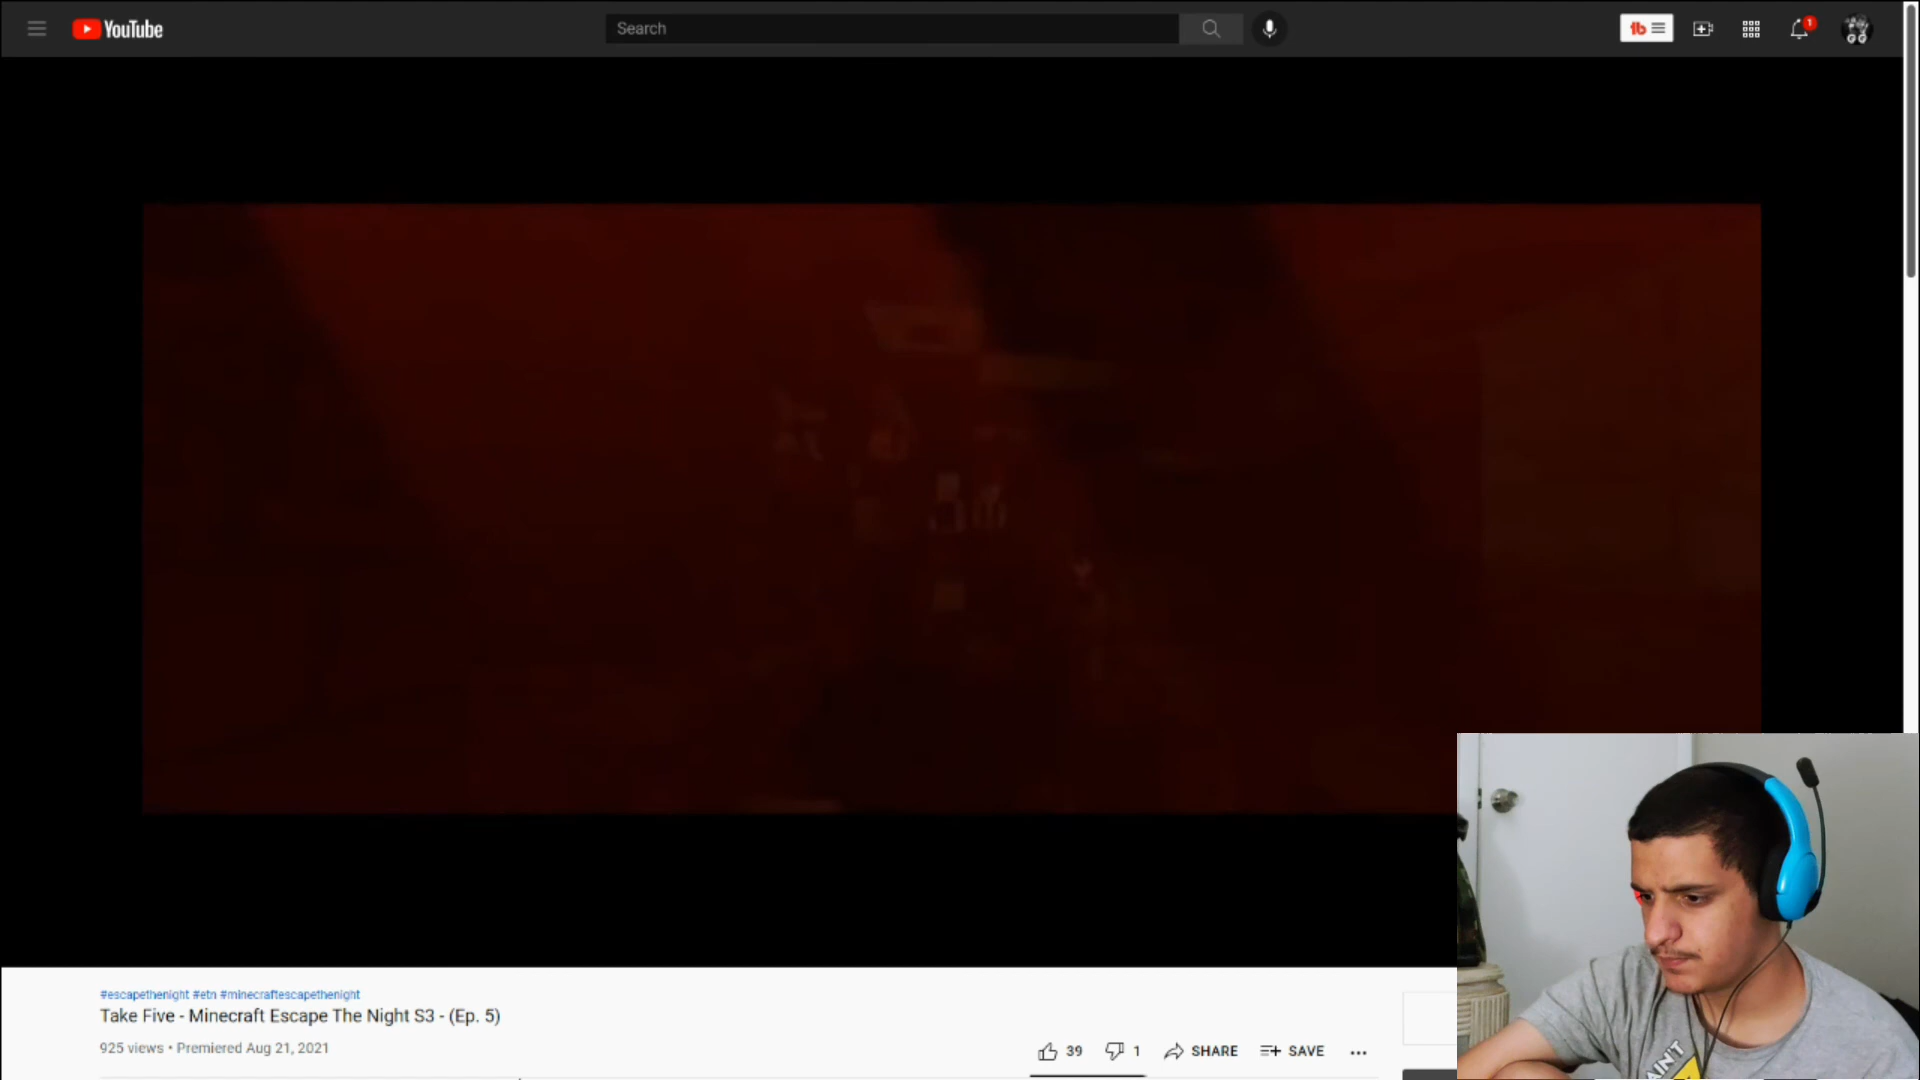 YouTube
Search
1
#escapethenight #etn #minecraftescapethenight
Take Five - Minecraft Escape The Night S3 - (Ep. 5)
925 views • Premiered Aug 21, 2021
39
1
SHARE
SAVE